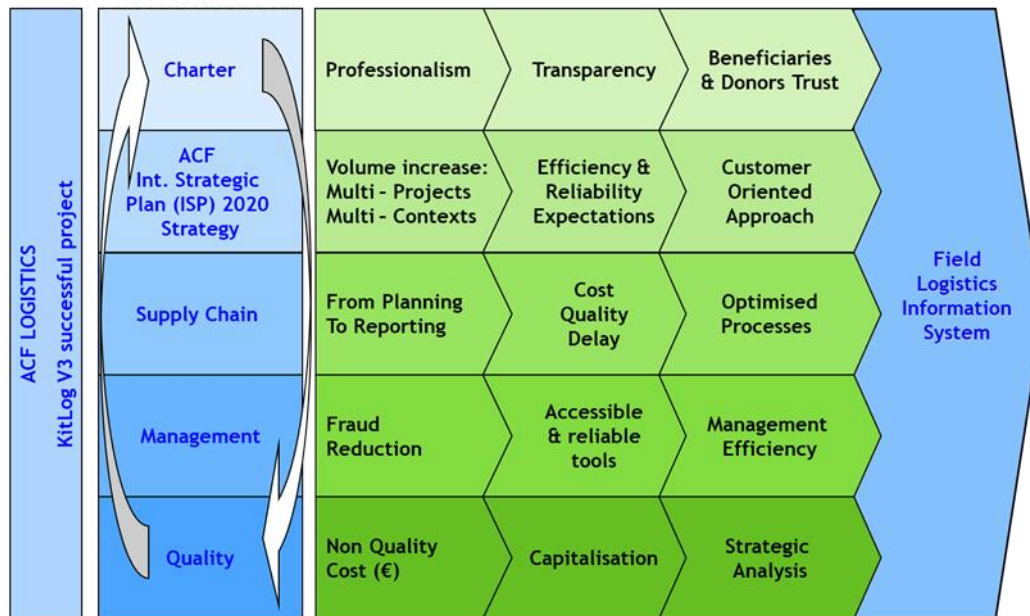 ACF LOGISTICS
KitLog V3 successful project
Charter
Professionalism
Transparency
Beneficiaries
& Donors Trust
ACF
Int. Strategic
Plan (ISP) 2020
Strategy
Volume increase:
Multi - Projects
Multi - Contexts
Efficiency &
Reliability
Expectations
Customer
Oriented
Approach
Supply Chain
From Planning
To Reporting
Cost
Quality
Delay
Optimised
Processes
Management
Fraud
Reduction
Accessible
& reliable
tools
Management
Efficiency
Quality
Non Quality
Cost (€)
Capitalisation
Strategic
Analysis
Field
Logistics
Information
System